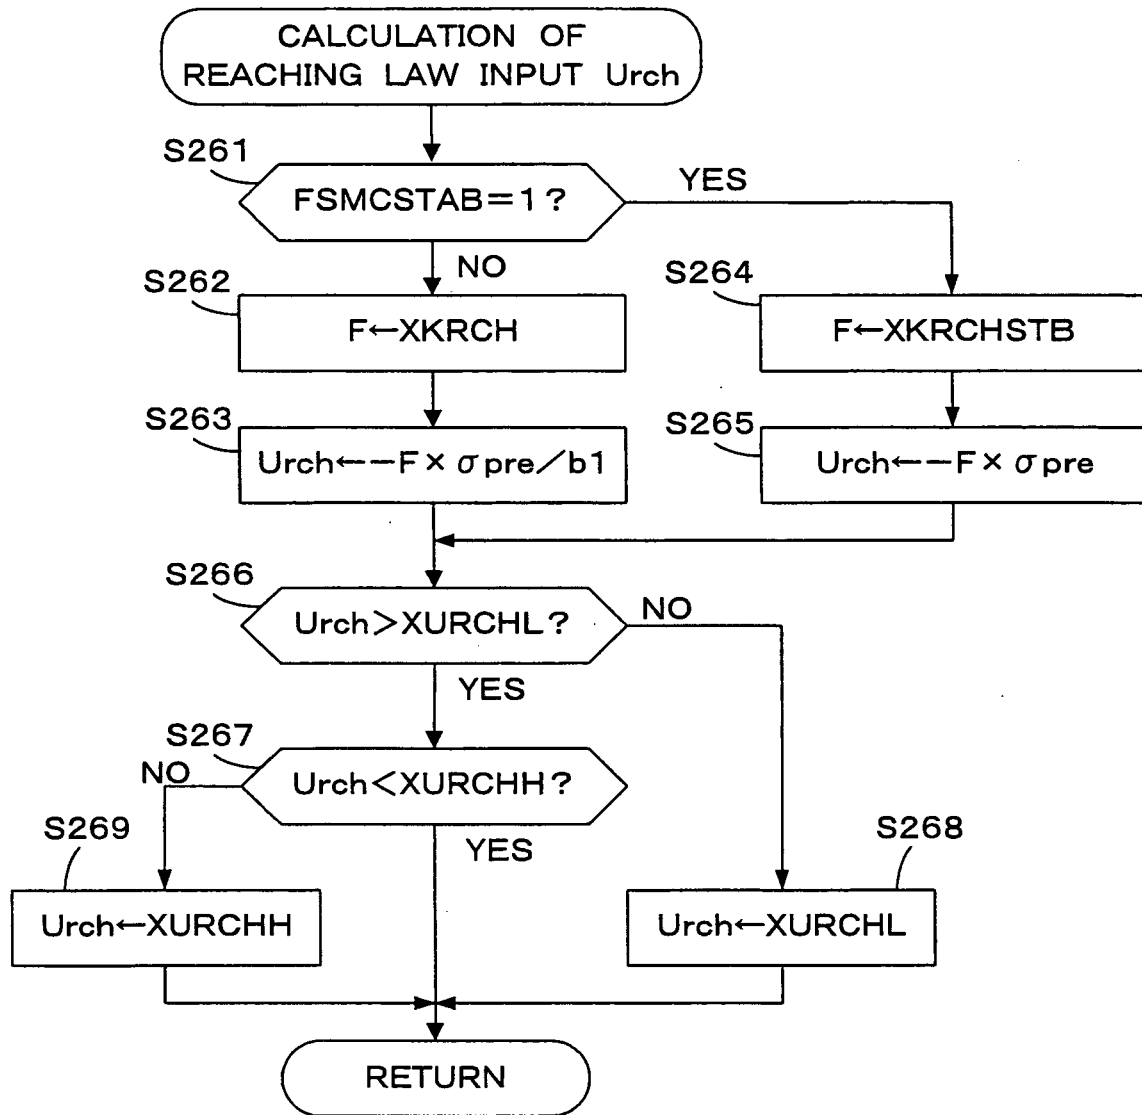 CALCULATION OF
REACHING LAW INPUT Urch
S261
FSMCSTAB=1?
YES
NO
S262
F←XKRCH
S264
F←XKRCHSTB
S263
Urch←−F×σpre/b1
S265
Urch←−F×σpre
S266
Urch>XURCHL?
NO
YES
S267
Urch<XURCHH?
NO
YES
S269
Urch←XURCHH
S268
Urch←XURCHL
RETURN